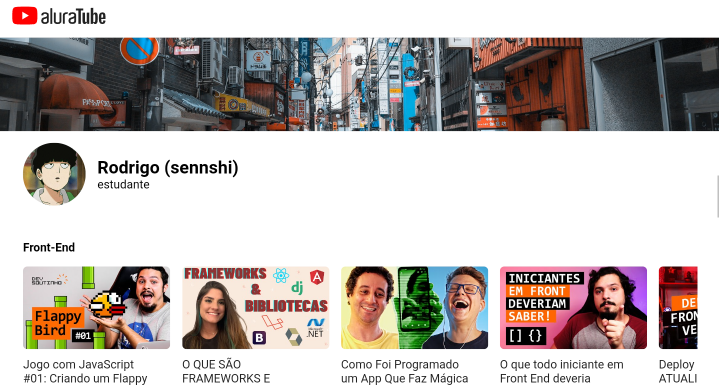 aluraTube
Rodrigo (sennshi)
estudante
Front-End
DEV
SOUTINHO
Flappy
Bird
#01
FRAMEWORKS
&
BIBLIOTECAS
dj
B
Microsoft
.NET
INICIANTES
EM FRONT
DEVERIAM
SABER!
[] {}
DE
FRON
VE
Jogo com JavaScript
#01: Criando um Flappy
O QUE SÃO
FRAMEWORKS E
Como Foi Programado
um App Que Faz Mágica
O que todo iniciante em
Front End deveria
Deploy
ATUALI